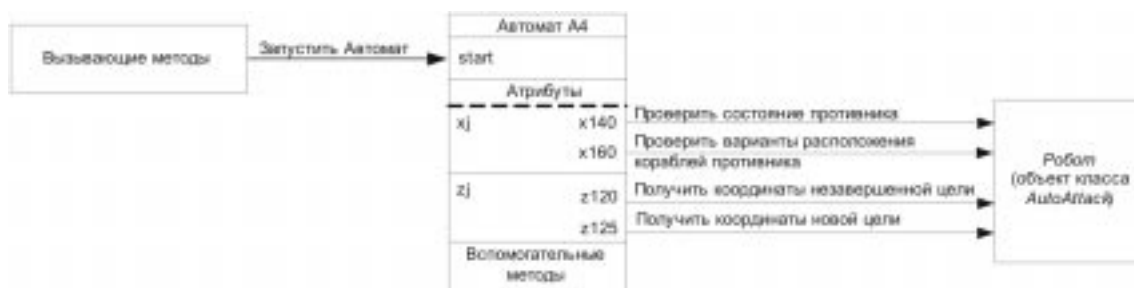 Вызывающие методы
Запустить Автомат
Автомат А4
start
Атрибуты
xj
x140
x160
zj
z120
z125
Вспомогательные
методы
Проверить состояние противника
Проверить варианты расположения
кораблей противника
Получить координаты незавершенной цели
Получить координаты новой цели
Робот
(объект класса
AutoAttack)